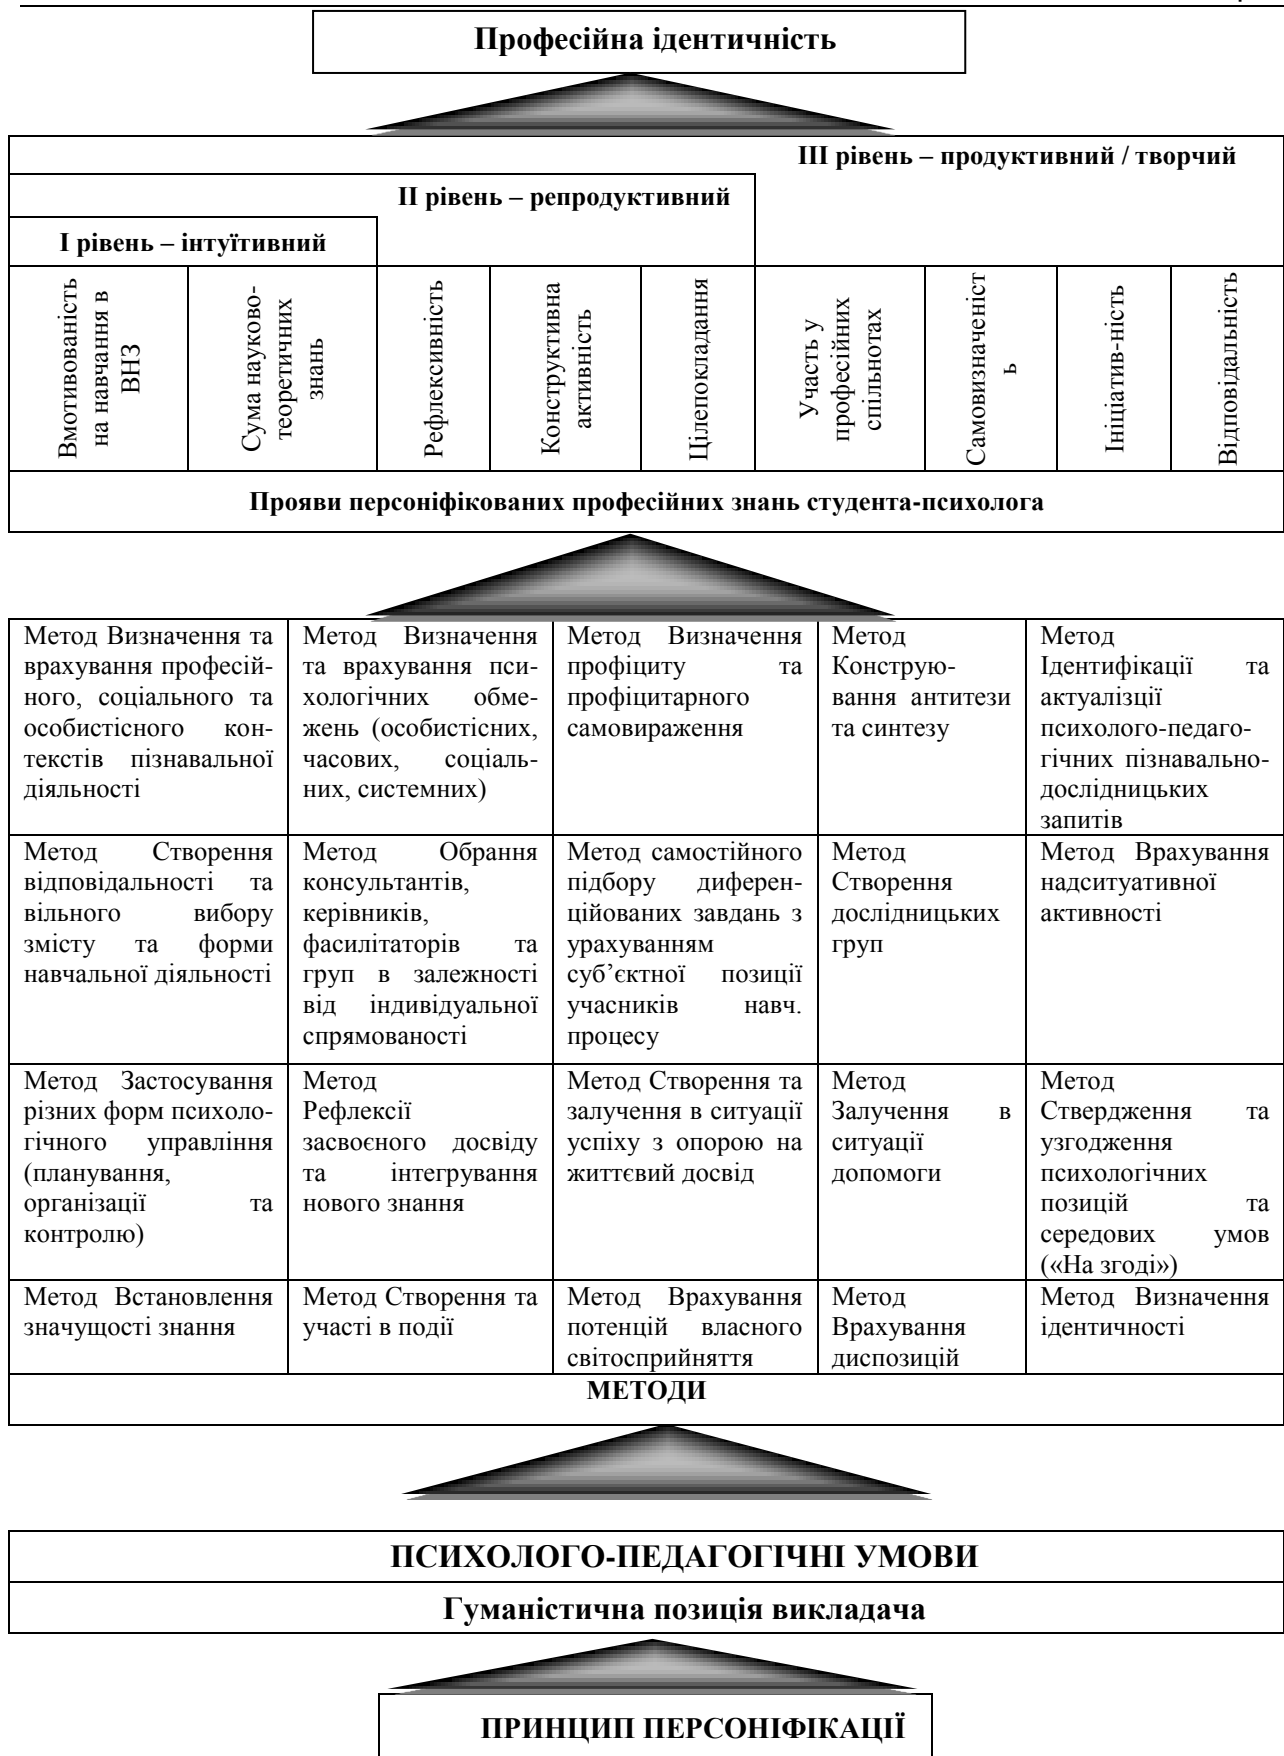 Професійна ідентичність
ІІІ рівень – продуктивний / творчий
ІІ рівень – репродуктивний
І рівень – інтуїтивний
Вмотивованість
на навчання в
ВНЗ
Сума науково-
теоретичних
знань
Рефлексивність
Конструктивна
активність
Цілепокладання
Участь у
професійних
спільнотах
Самовизначеніст
ь
Ініціатив-ність
Відповідальність
Прояви персоніфікованих професійних знань студента-психолога
Метод Визначення та
врахування професій-
ного, соціального та
особистісного кон-
текстів пізнавальної
діяльності
Метод Визначення
та врахування пси-
хологічних обме-
жень (особистісних,
часових, соціаль-
них, системних)
Метод Визначення
профіциту та
профіцитарного
самовираження
Метод
Конструю-
вання антитези
та синтезу
Метод
Ідентифікації та
актуалізції
психолого-педаго-
гічних пізнавально-
дослідницьких
запитів
Метод Створення
відповідальності та
вільного вибору
змісту та форми
навчальної діяльності
Метод Обрання
консультантів,
керівників,
фасилітаторів та
груп в залежності
від індивідуальної
спрямованості
Метод самостійного
підбору диферен-
ційованих завдань з
урахуванням
суб’єктної позиції
учасників навч.
процесу
Метод
Створення
дослідницьких
груп
Метод Врахування
надситуативної
активності
Метод Застосування
різних форм психоло-
гічного управління
(планування,
організації та
контролю)
Метод
Рефлексії
засвоєного досвіду
та інтегрування
нового знання
Метод Створення та
залучення в ситуації
успіху з опорою на
життєвий досвід
Метод
Залучення в
ситуації
допомоги
Метод
Ствердження та
узгодження
психологічних
позицій та
середових умов
(«На згоді»)
Метод Встановлення
значущості знання
Метод Створення та
участі в події
Метод Врахування
потенцій власного
світосприйняття
Метод
Врахування
диспозицій
Метод Визначення
ідентичності
МЕТОДИ
ПСИХОЛОГО-ПЕДАГОГІЧНІ УМОВИ
Гуманістична позиція викладача
ПРИНЦИП ПЕРСОНІФІКАЦІЇ